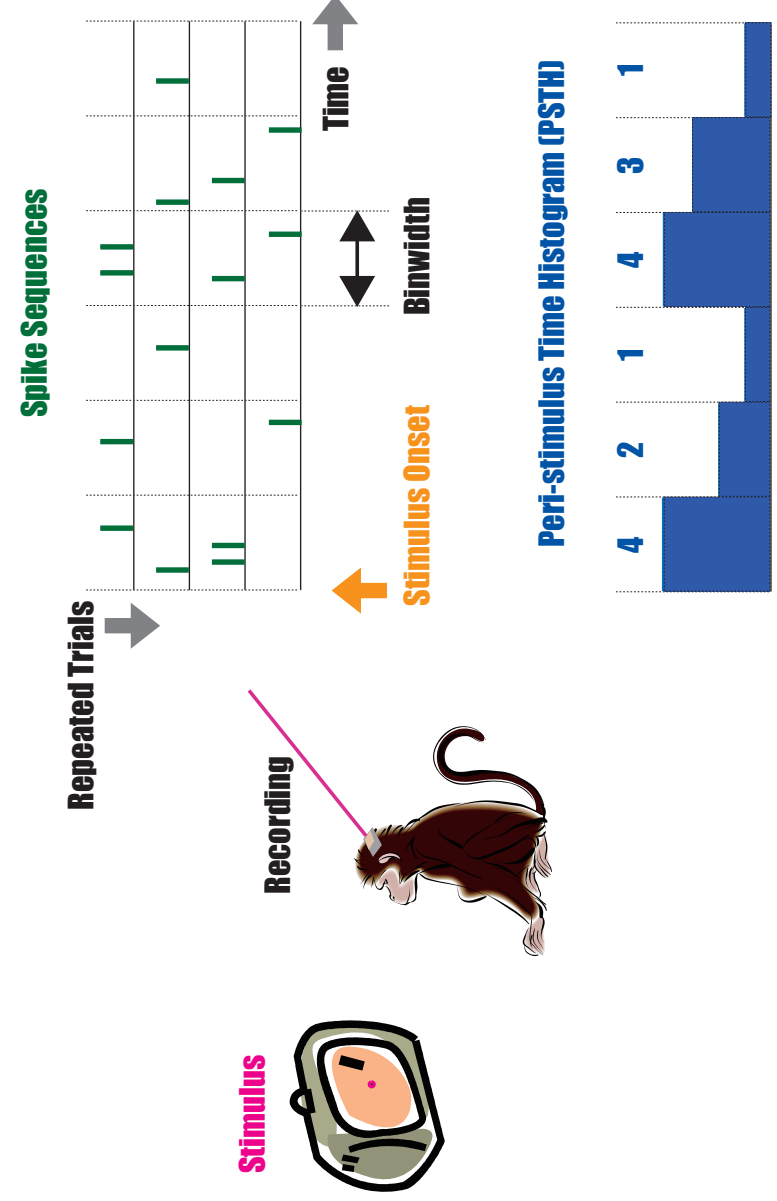 Spike Sequences
Repeated Trials
Time
Recording
Binwidth
Stimulus Onset
Stimulus
Peri-stimulus Time Histogram (PSTH)
4 2 1 4 3 1